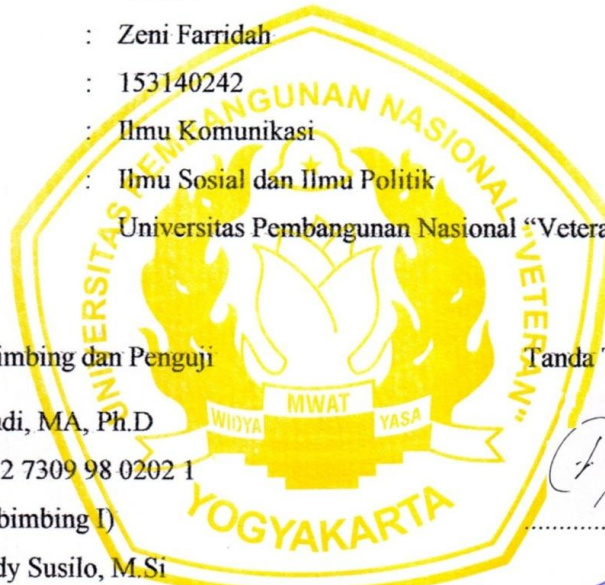 : Zeni Farridah
: 153140242
: Ilmu Komunikasi
: Ilmu Sosial dan Ilmu Politik
Universitas Pembangunan Nasional “Vetera
imbing dan Penguji
Tanda T
di, MA, Ph.D
2 7309 98 0202 1
bimbing I)
dy Susilo, M.Si
UNIVERSITAS PEMBANGUNAN NASIONAL "VETERAN"
WIDYA MWAT YASA
YOGYAKARTA